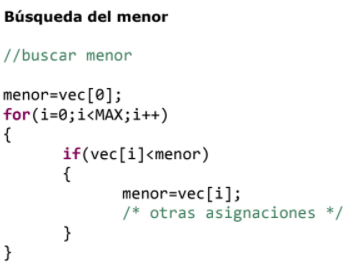 Búsqueda del menor
//buscar menor
menor=vec[0];
for(i=0;i<MAX;i++)
{
if(vec[i]<menor)
{
menor=vec[i];
/* otras asignaciones */
}
}